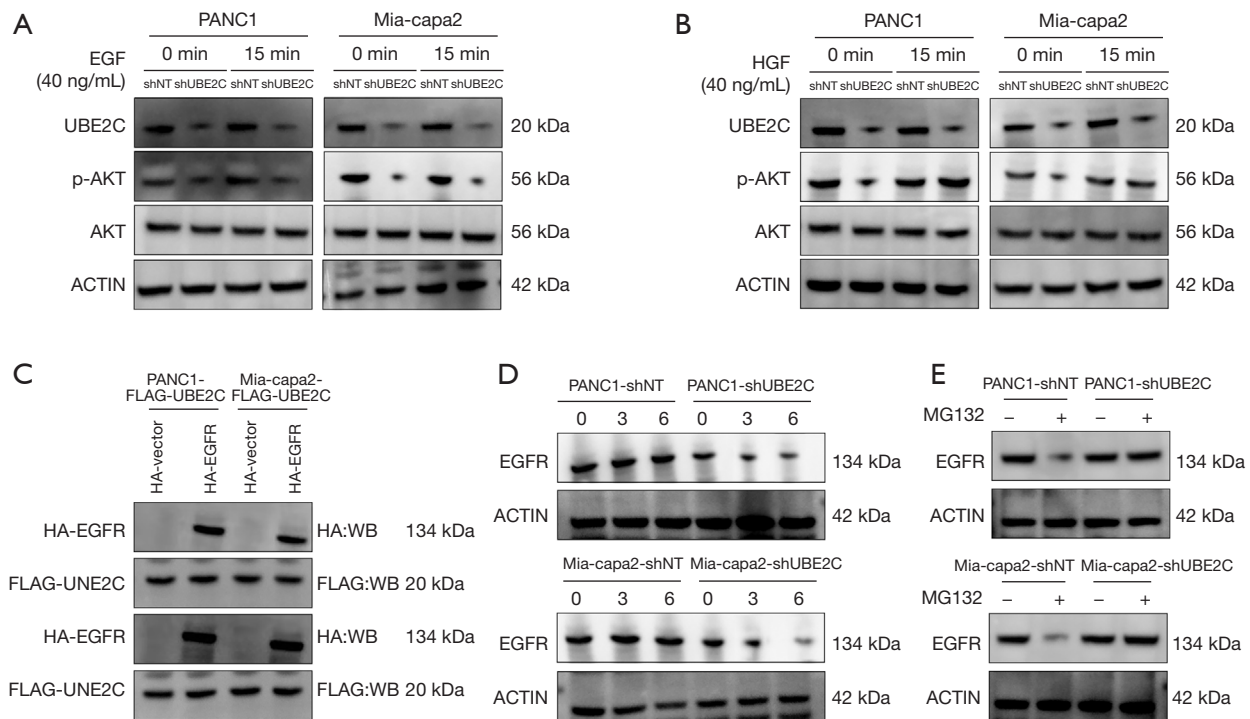 A
PANC1
Mia-capa2
EGF
(40 ng/mL)
0 min
15 min
0 min
15 min
shNT shUBE2C shNT shUBE2C
shNT shUBE2C shNT shUBE2C
UBE2C
20 kDa
p-AKT
56 kDa
AKT
56 kDa
ACTIN
42 kDa
B
PANC1
Mia-capa2
HGF
(40 ng/mL)
0 min
15 min
0 min
15 min
shNT shUBE2C shNT shUBE2C
shNT shUBE2C shNT shUBE2C
UBE2C
20 kDa
p-AKT
56 kDa
AKT
56 kDa
ACTIN
42 kDa
C
PANC1-
FLAG-UBE2C
Mia-capa2-
FLAG-UBE2C
HA-vector
HA-EGFR
HA-vector
HA-EGFR
HA-EGFR
HA:WB 134 kDa
FLAG-UNE2C
FLAG:WB 20 kDa
HA-EGFR
HA:WB 134 kDa
FLAG-UNE2C
FLAG:WB 20 kDa
D
PANC1-shNT PANC1-shUBE2C
0 3 6 0 3 6
EGFR
134 kDa
ACTIN
42 kDa
Mia-capa2-shNT Mia-capa2-shUBE2C
0 3 6 0 3 6
EGFR
134 kDa
ACTIN
42 kDa
E
PANC1-shNT PANC1-shUBE2C
MG132 – + – +
EGFR
134 kDa
ACTIN
42 kDa
Mia-capa2-shNT Mia-capa2-shUBE2C
MG132 – + – +
EGFR
134 kDa
ACTIN
42 kDa